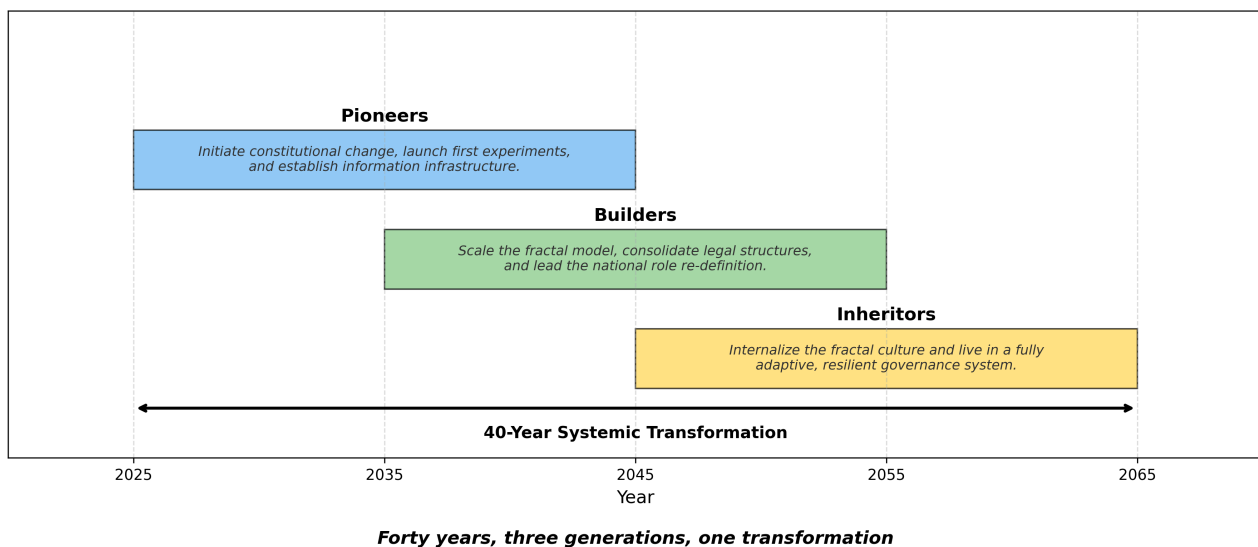 Pioneers
Initiate constitutional change, launch first experiments,
and establish information infrastructure.
Builders
Scale the fractal model, consolidate legal structures,
and lead the national role re-definition.
Inheritors
Internalize the fractal culture and live in a fully
adaptive, resilient governance system.
40-Year Systemic Transformation
2025 2035 2045 2055 2065
Year
Forty years, three generations, one transformation